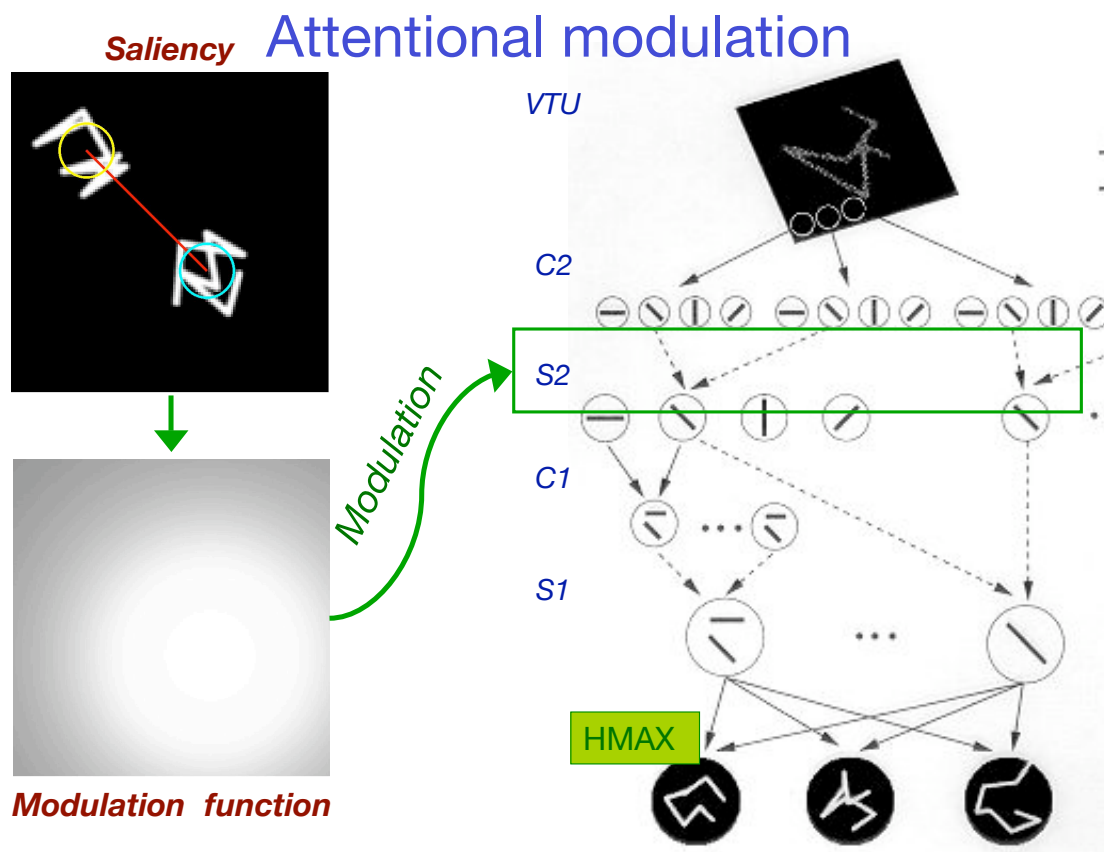 Attentional modulation
Saliency
VTU
C2
S2
Modulation
C1
S1
HMAX
Modulation function